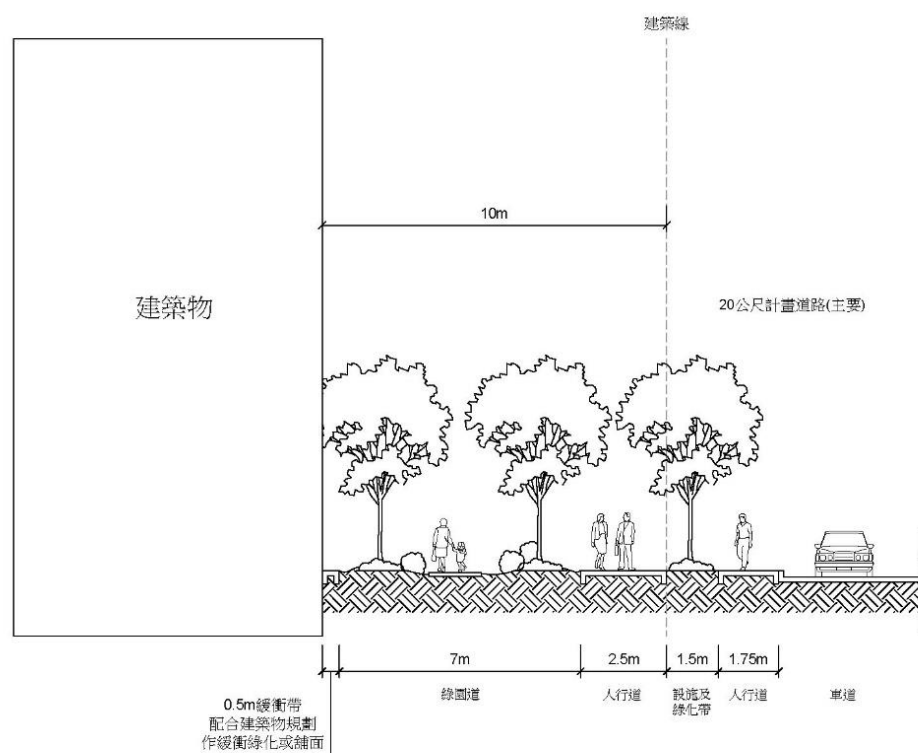 建築線
10m
建築物
20公尺計畫道路(主要)
7m
2.5m
1.5m
1.75m
綠園道
人行道
設施及
綠化帶
人行道
車道
0.5m緩衝帶
配合建築物規劃
作緩衝綠化或舖面